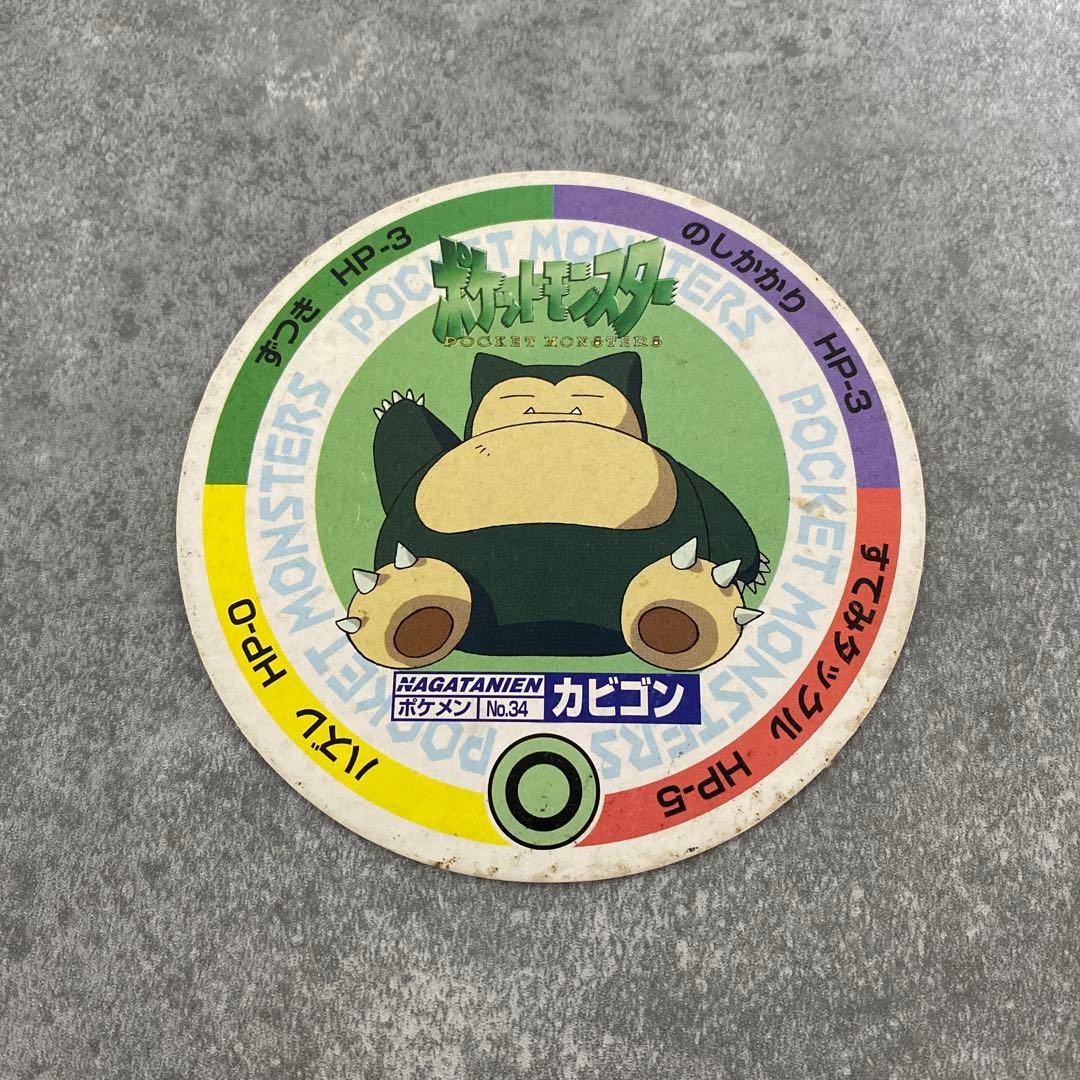 ずつき HP-3
のしかかり HP-3
すてみタックル HP-5
ハズレ HP-0
POCKET MONSTERS
POCKET MONSTERS
POCKET MONSTERS
ポケットモンスター
POCKET MONSTERS
NAGATANIEN
ポケメン No.34
カビゴン